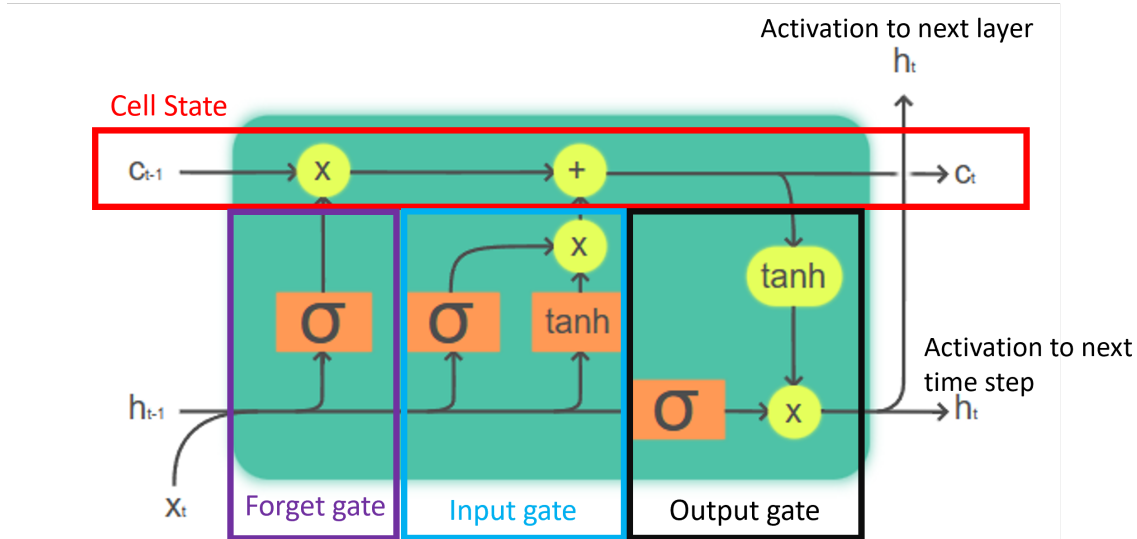 Activation to next layer
hₜ
Cell State
Cₜ₋₁
x
+
Cₜ
x
tanh
σ
σ
tanh
Activation to next
time step
hₜ₋₁
σ
x
hₜ
Xₜ
Forget gate
Input gate
Output gate